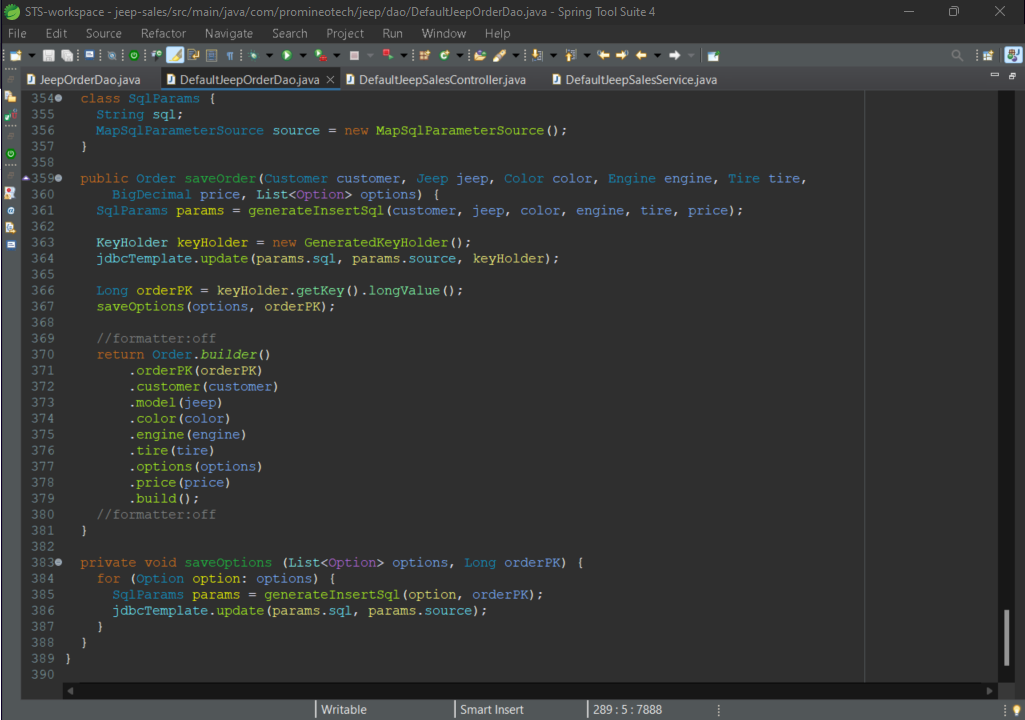 STS-workspace - jeep-sales/src/main/java/com/promineotech/jeep/dao/DefaultJeepOrderDao.java - Spring Tool Suite 4
File Edit Source Refactor Navigate Search Project Run Window Help
JeepOrderDao.java DefaultJeepOrderDao.java DefaultJeepSalesController.java DefaultJeepSalesService.java
354 class SqlParams {
355 String sql;
356 MapSqlParameterSource source = new MapSqlParameterSource();
357 }
358
359 public Order saveOrder(Customer customer, Jeep jeep, Color color, Engine engine, Tire tire,
360 BigDecimal price, List<Option> options) {
361 SqlParams params = generateInsertSql(customer, jeep, color, engine, tire, price);
362
363 KeyHolder keyHolder = new GeneratedKeyHolder();
364 jdbcTemplate.update(params.sql, params.source, keyHolder);
365
366 Long orderPK = keyHolder.getKey().longValue();
367 saveOptions(options, orderPK);
368
369 //formatter:off
370 return Order.builder()
371 .orderPK(orderPK)
372 .customer(customer)
373 .model(jeep)
374 .color(color)
375 .engine(engine)
376 .tire(tire)
377 .options(options)
378 .price(price)
379 .build();
380 //formatter:off
381 }
382
383 private void saveOptions (List<Option> options, Long orderPK) {
384 for (Option option: options) {
385 SqlParams params = generateInsertSql(option, orderPK);
386 jdbcTemplate.update(params.sql, params.source);
387 }
388 }
389 }
390
Writable Smart Insert 289 : 5 : 7888